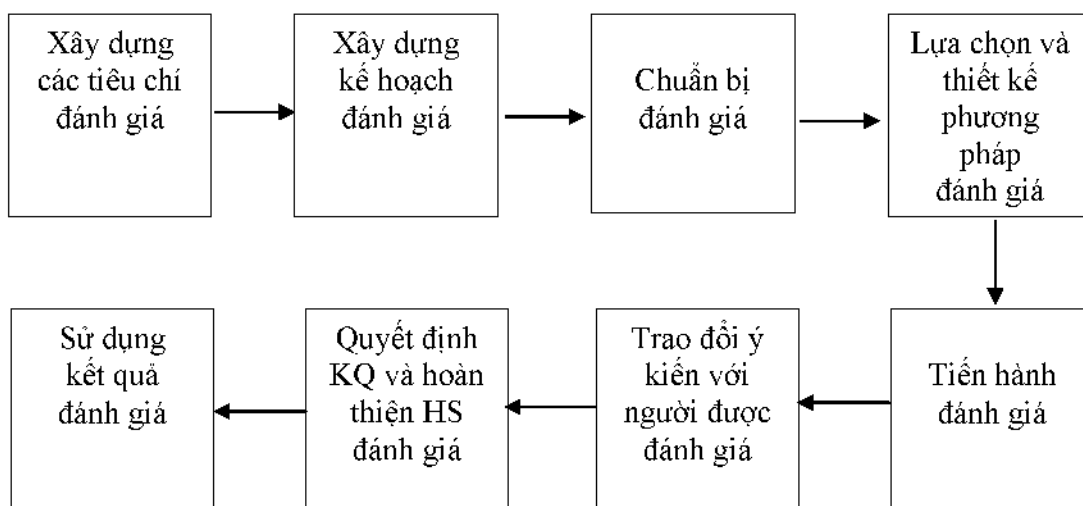 Xây dựng
các tiêu chí
đánh giá
Xây dựng
kế hoạch
đánh giá
Chuẩn bị
đánh giá
Lựa chọn và
thiết kế
phương
pháp
đánh giá
Tiến hành
đánh giá
Trao đổi ý
kiến với
người được
đánh giá
Quyết định
KQ và hoàn
thiện HS
đánh giá
Sử dụng
kết quả
đánh giá